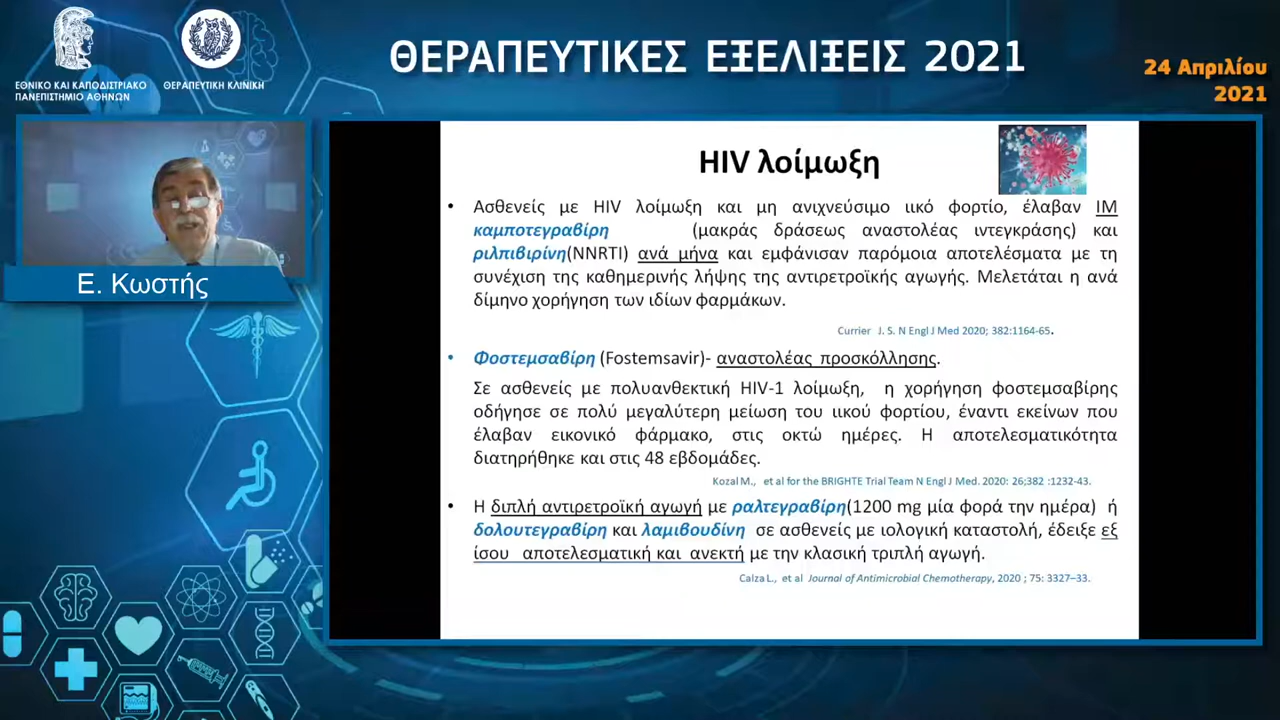 ΕΘΝΙΚΟ ΚΑΙ ΚΑΠΟΔΙΣΤΡΙΑΚΟ
ΠΑΝΕΠΙΣΤΗΜΙΟ ΑΘΗΝΩΝ
ΘΕΡΑΠΕΥΤΙΚΗ ΚΛΙΝΙΚΗ
ΘΕΡΑΠΕΥΤΙΚΕΣ ΕΞΕΛΙΞΕΙΣ 2021
24 Απριλίου
2021
Ε. Κωστής
HIV λοίμωξη
• Ασθενείς με HIV λοίμωξη και μη ανιχνεύσιμο ιικό φορτίο, έλαβαν IM
καμποτεγραβίρη (μακράς δράσεως αναστολέας ιντεγκράσης) και
ριλπιβιρίνη(NNRTI) ανά μήνα και εμφάνισαν παρόμοια αποτελέσματα με τη
συνέχιση της καθημερινής λήψης της αντιρετροϊκής αγωγής. Μελετάται η ανά
δίμηνο χορήγηση των ιδίων φαρμάκων.
Currier J. S. N Engl J Med 2020; 382:1164-65.
• Φοστεμσαβίρη (Fostemsavir)- αναστολέας προσκόλλησης.
Σε ασθενείς με πολυανθεκτική HIV-1 λοίμωξη, η χορήγηση φοστεμσαβίρης
οδήγησε σε πολύ μεγαλύτερη μείωση του ιικού φορτίου, έναντι εκείνων που
έλαβαν εικονικό φάρμακο, στις οκτώ ημέρες. Η αποτελεσματικότητα
διατηρήθηκε και στις 48 εβδομάδες.
Kozal M., et al for the BRIGHTE Trial Team N Engl J Med. 2020: 26;382 :1232-43.
• Η διπλή αντιρετροϊκή αγωγή με ραλτεγραβίρη(1200 mg μία φορά την ημέρα) ή
δολουτεγραβίρη και λαμιβουδίνη σε ασθενείς με ιολογική καταστολή, έδειξε εξ
ίσου αποτελεσματική και ανεκτή με την κλασική τριπλή αγωγή.
Calza L., et al Journal of Antimicrobial Chemotherapy, 2020 ; 75: 3327–33.